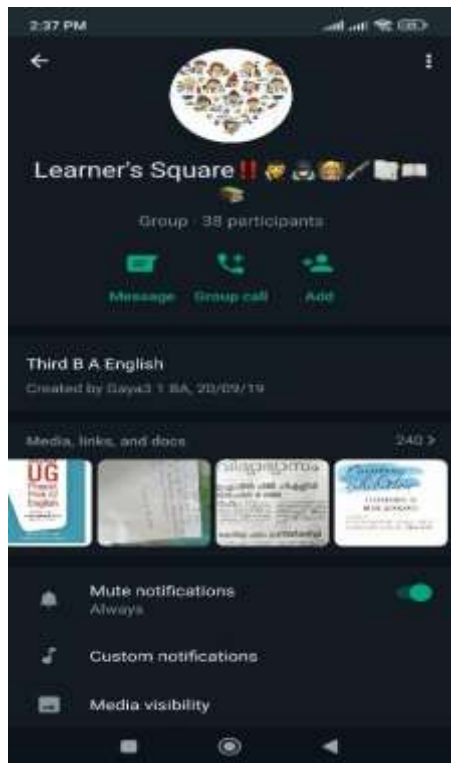 2:37 PM
Learner's Square‼️
Group · 38 participants
Message Group call Add
Third B A English
Created by Gaya3 1 BA, 20/09/19
Media, links, and docs 240 >
UG
English
Mute notifications
Always
Custom notifications
Media visibility